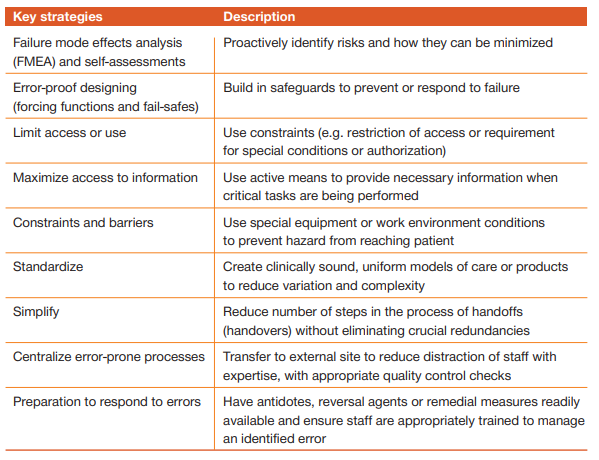 Key strategies Description
Failure mode effects analysis
(FMEA) and self-assessments
Proactively identify risks and how they can be minimized
Error-proof designing
(forcing functions and fail-safes)
Build in safeguards to prevent or respond to failure
Limit access or use
Use constraints (e.g. restriction of access or requirement
for special conditions or authorization)
Maximize access to information
Use active means to provide necessary information when
critical tasks are being performed
Constraints and barriers
Use special equipment or work environment conditions
to prevent hazard from reaching patient
Standardize
Create clinically sound, uniform models of care or products
to reduce variation and complexity
Simplify
Reduce number of steps in the process of handoffs
(handovers) without eliminating crucial redundancies
Centralize error-prone processes
Transfer to external site to reduce distraction of staff with
expertise, with appropriate quality control checks
Preparation to respond to errors
Have antidotes, reversal agents or remedial measures readily
available and ensure staff are appropriately trained to manage
an identified error